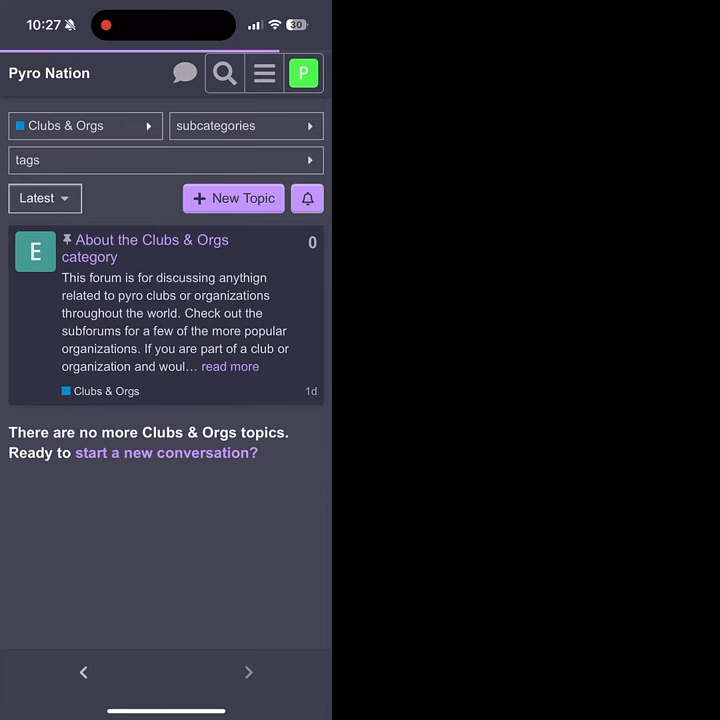 10:27
30
Pyro Nation
P
Clubs & Orgs
subcategories
tags
Latest
+ New Topic
E
About the Clubs & Orgs
category
0
This forum is for discussing anythign
related to pyro clubs or organizations
throughout the world. Check out the
subforums for a few of the more popular
organizations. If you are part of a club or
organization and woul… read more
Clubs & Orgs
1d
There are no more Clubs & Orgs topics.
Ready to start a new conversation?